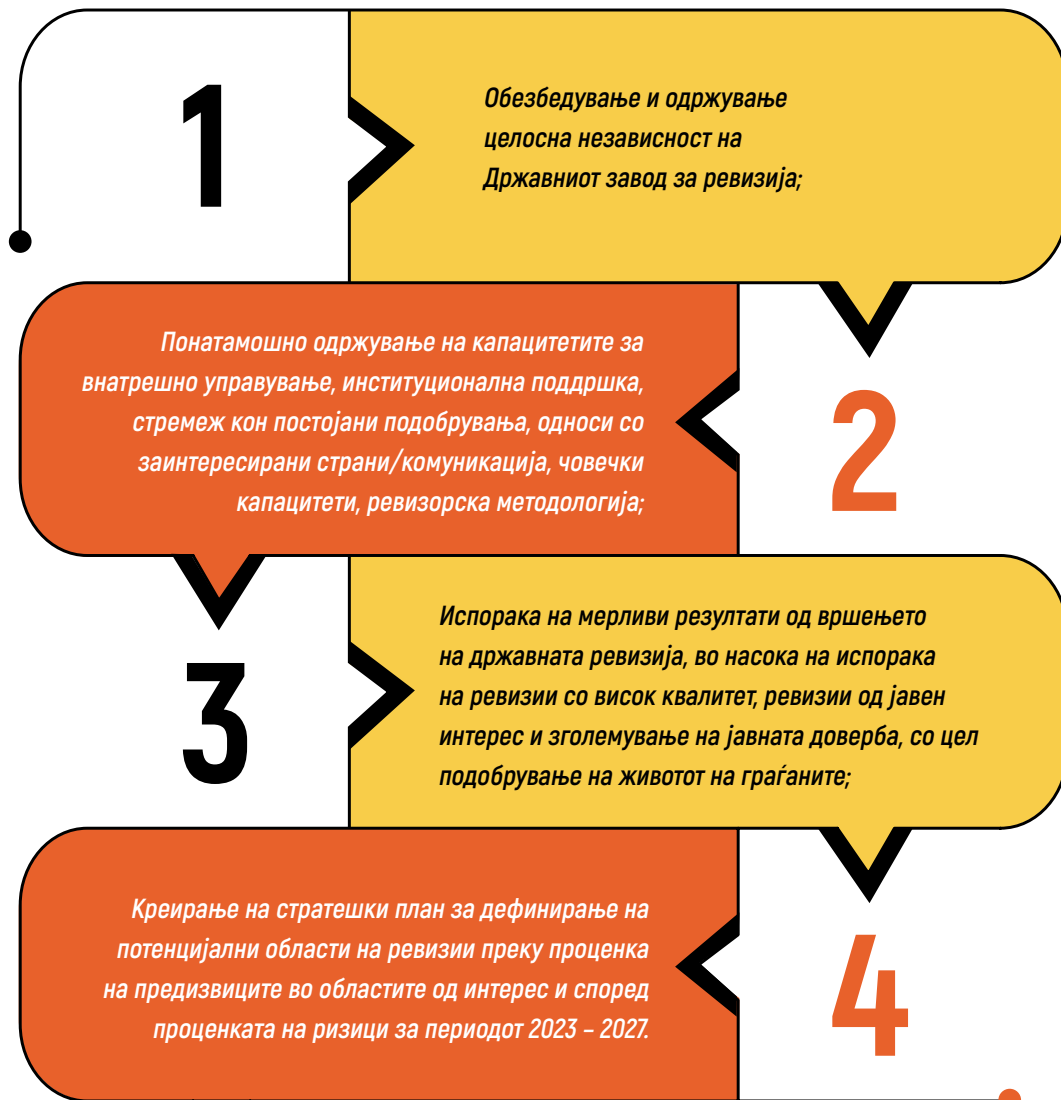 1
Обезбедување и одржување
целосна независност на
Државниот завод за ревизија;
Понатамошно одржување на капацитетите за
внатрешно управување, институционална поддршка,
стремеж кон постојани подобрувања, односи со
заинтересирани страни/комуникација, човечки
капацитети, ревизорска методологија;
2
3
Испорака на мерливи резултати од вршењето
на државната ревизија, во насока на испорака
на ревизии со висок квалитет, ревизии од јавен
интерес и зголемување на јавната доверба, со цел
подобрување на животот на граѓаните;
Креирање на стратешки план за дефинирање на
потенцијални области на ревизии преку проценка
на предизвиците во областите од интерес и според
проценката на ризици за периодот 2023 – 2027.
4